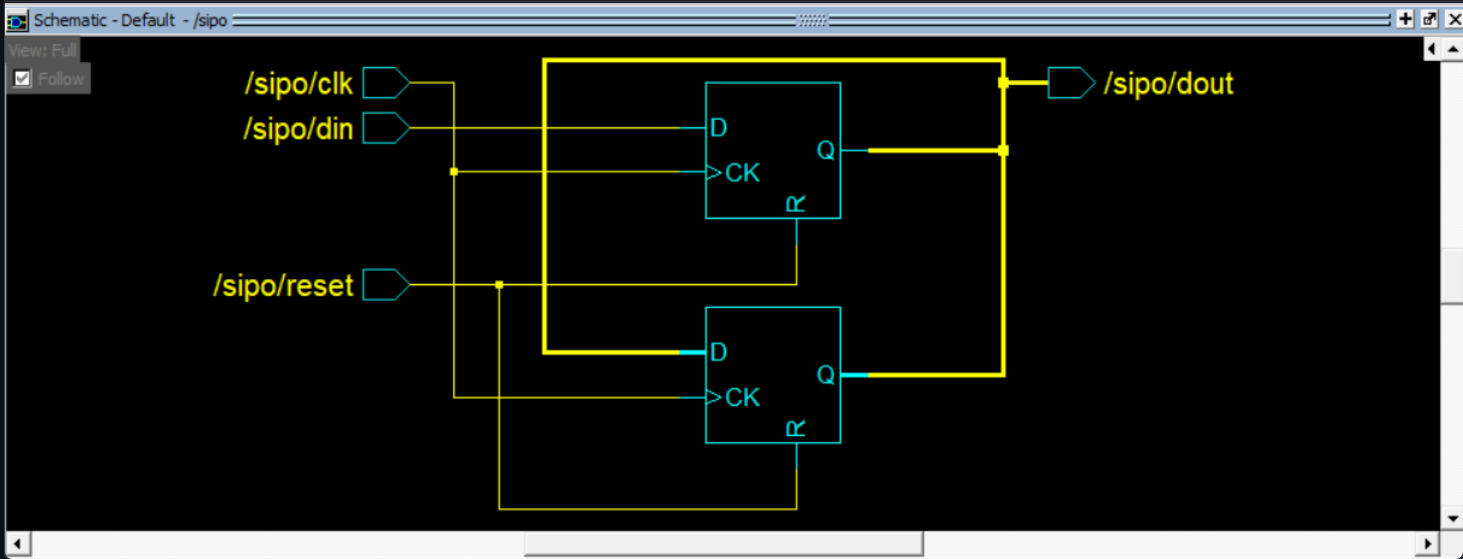 Schematic - Default - /sipo
View: Full
Follow
/sipo/clk
/sipo/din
/sipo/reset
D
CK
Q
R
D
CK
Q
R
/sipo/dout